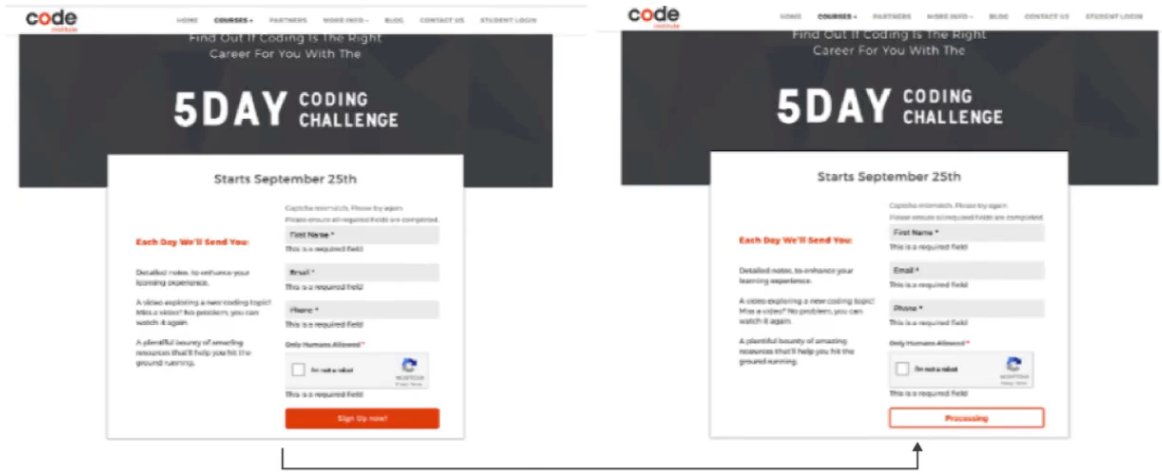 code
institute
HOME COURSES PARTNERS MORE INFO BLOG CONTACT US STUDENT LOGIN
Find Out If Coding Is The Right
Career For You With The
5DAY CODING
CHALLENGE
Starts September 25th
Captcha mismatch, Please try again
Please ensure all required fields are completed.
Each Day We'll Send You:
Detailed notes, to enhance your
learning experience.
A video exploring a new coding topic!
Miss a video? No problem, you can
watch it again.
A plentiful bounty of amazing
resources that'll help you hit the
ground running.
First Name *
This is a required field
Email *
This is a required field
Phone *
This is a required field
Only Humans Allowed *
I'm not a robot
reCAPTCHA
Privacy - Terms
This is a required field
Sign Up now!
code
institute
HOME COURSES PARTNERS MORE INFO BLOG CONTACT US STUDENT LOGIN
Find Out If Coding Is The Right
Career For You With The
5DAY CODING
CHALLENGE
Starts September 25th
Captcha mismatch, Please try again
Please ensure all required fields are completed
Each Day We'll Send You:
Detailed notes, to enhance your
learning experience.
A video exploring a new coding topic!
Miss a video? No problem, you can
watch it again.
A plentiful bounty of amazing
resources that'll help you hit the
ground running.
First Name *
This is a required field
Email *
This is a required field
Phone *
This is a required field
Only Humans Allowed *
I'm not a robot
reCAPTCHA
Privacy - Terms
This is a required field
Processing